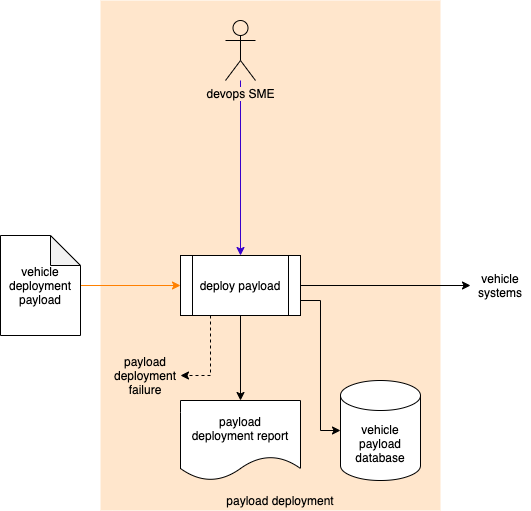 devops SME
vehicle
deployment
payload
deploy payload
vehicle
systems
payload
deployment
failure
payload
deployment report
vehicle
payload
database
payload deployment